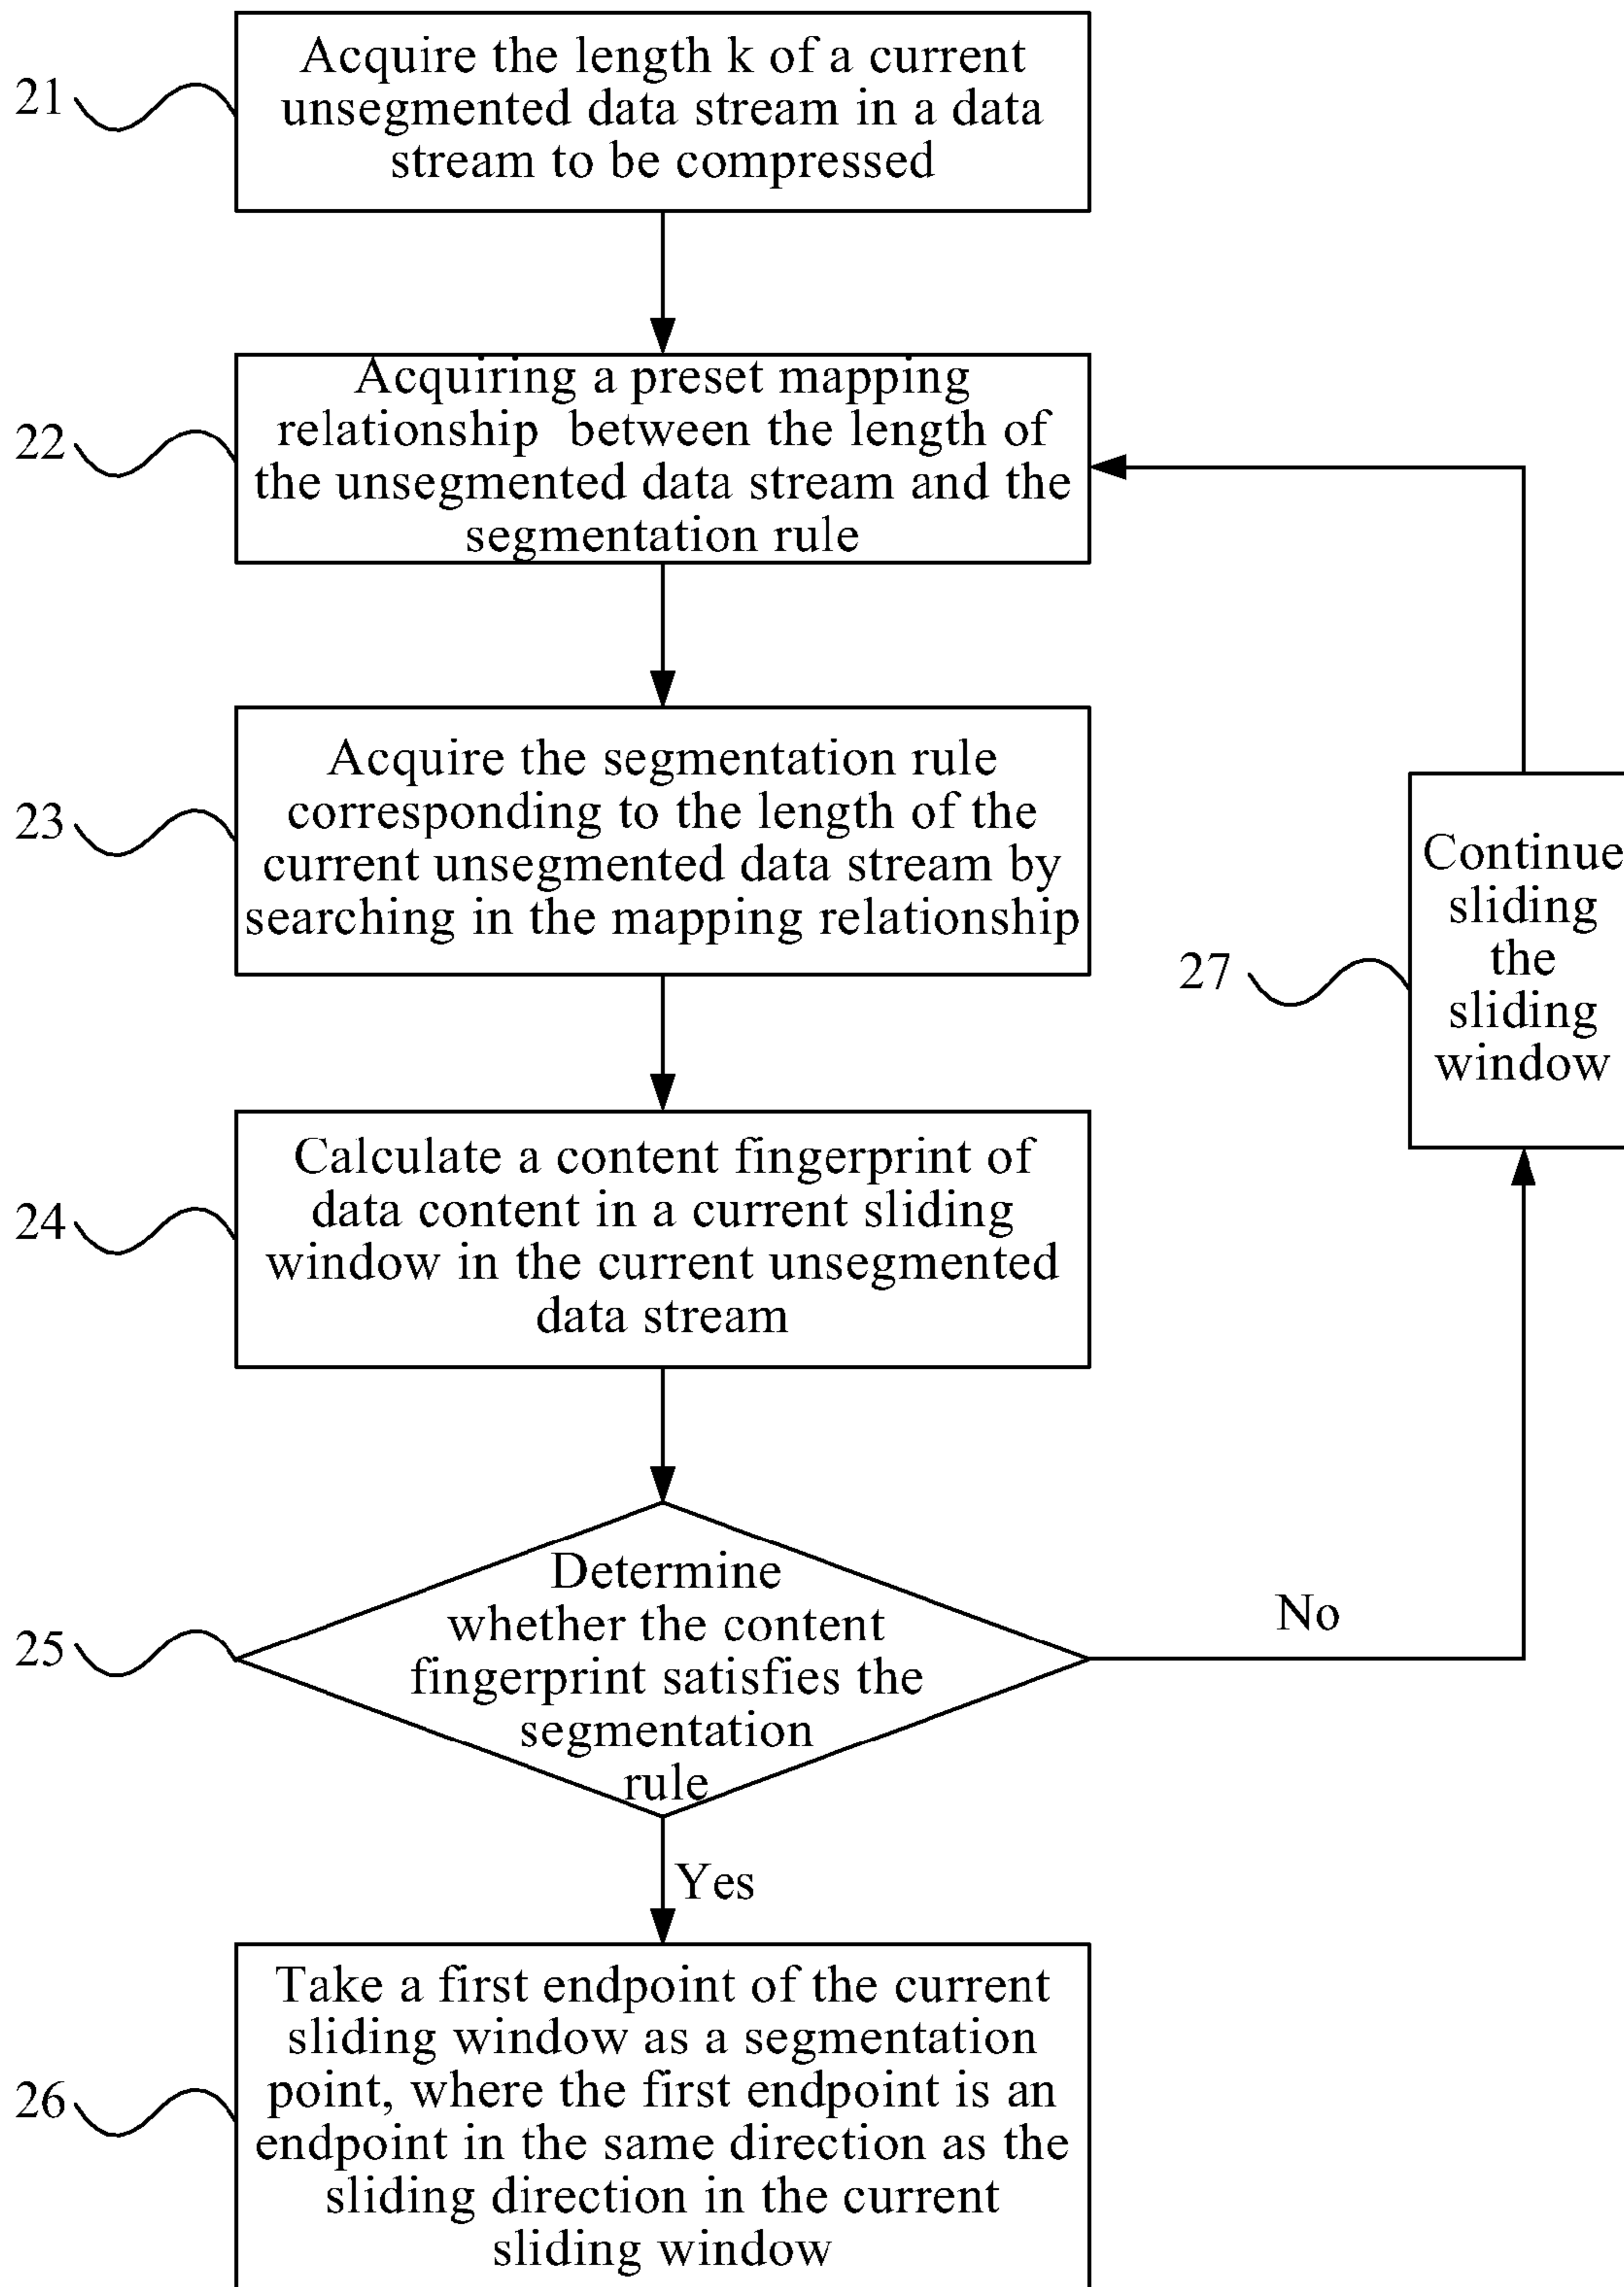 21
Acquire the length k of a current
unsegmented data stream in a data
stream to be compressed
22
Acquiring a preset mapping
relationship between the length of
the unsegmented data stream and the
segmentation rule
23
Acquire the segmentation rule
corresponding to the length of the
current unsegmented data stream by
searching in the mapping relationship
27
Continue
sliding
the
sliding
window
24
Calculate a content fingerprint of
data content in a current sliding
window in the current unsegmented
data stream
25
Determine
whether the content
fingerprint satisfies the
segmentation
rule
No
Yes
26
Take a first endpoint of the current
sliding window as a segmentation
point, where the first endpoint is an
endpoint in the same direction as the
sliding direction in the current
sliding window